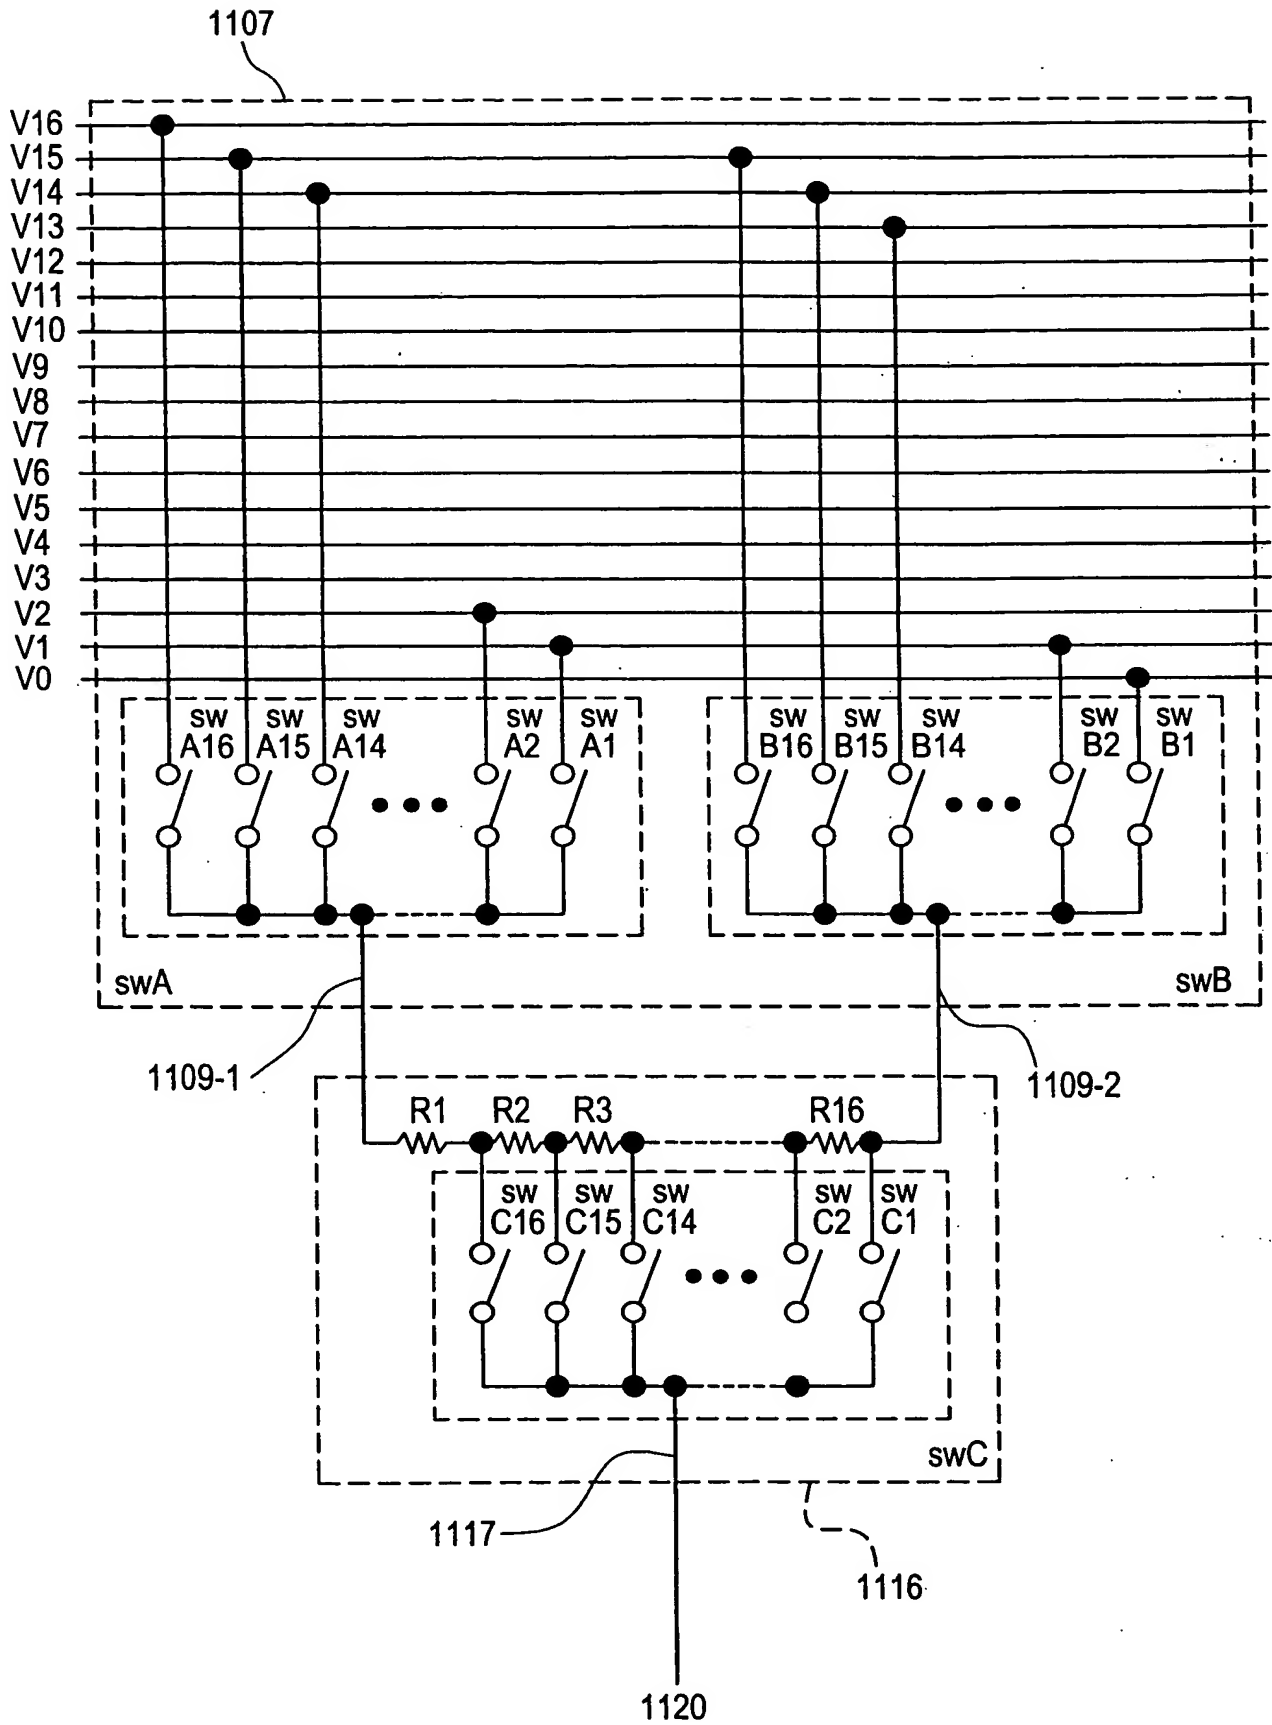 1107
V16
V15
V14
V13
V12
V11
V10
V9
V8
V7
V6
V5
V4
V3
V2
V1
V0
sw A16
sw A15
sw A14
sw A2
sw A1
sw B16
sw B15
sw B14
sw B2
sw B1
swA
swB
1109-1
1109-2
R1
R2
R3
R16
sw C16
sw C15
sw C14
sw C2
sw C1
swC
1117
1116
1120